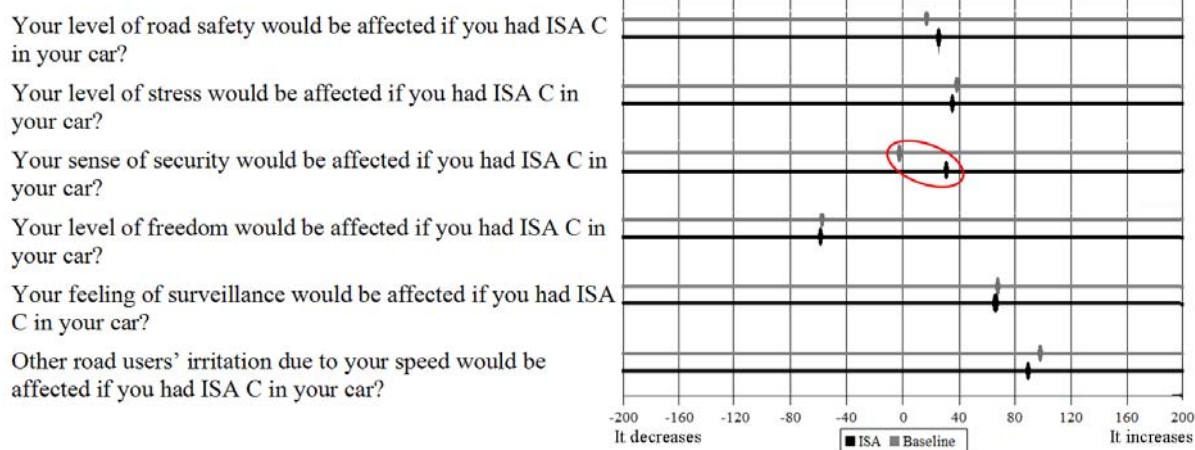 Your level of road safety would be affected if you had ISA C
in your car?
Your level of stress would be affected if you had ISA C in
your car?
Your sense of security would be affected if you had ISA C in
your car?
Your level of freedom would be affected if you had ISA C in
your car?
Your feeling of surveillance would be affected if you had ISA
C in your car?
Other road users’ irritation due to your speed would be
affected if you had ISA C in your car?
-200 -160 -120 -80 -40 0 40 80 120 160 200
It decreases It increases
ISA Baseline